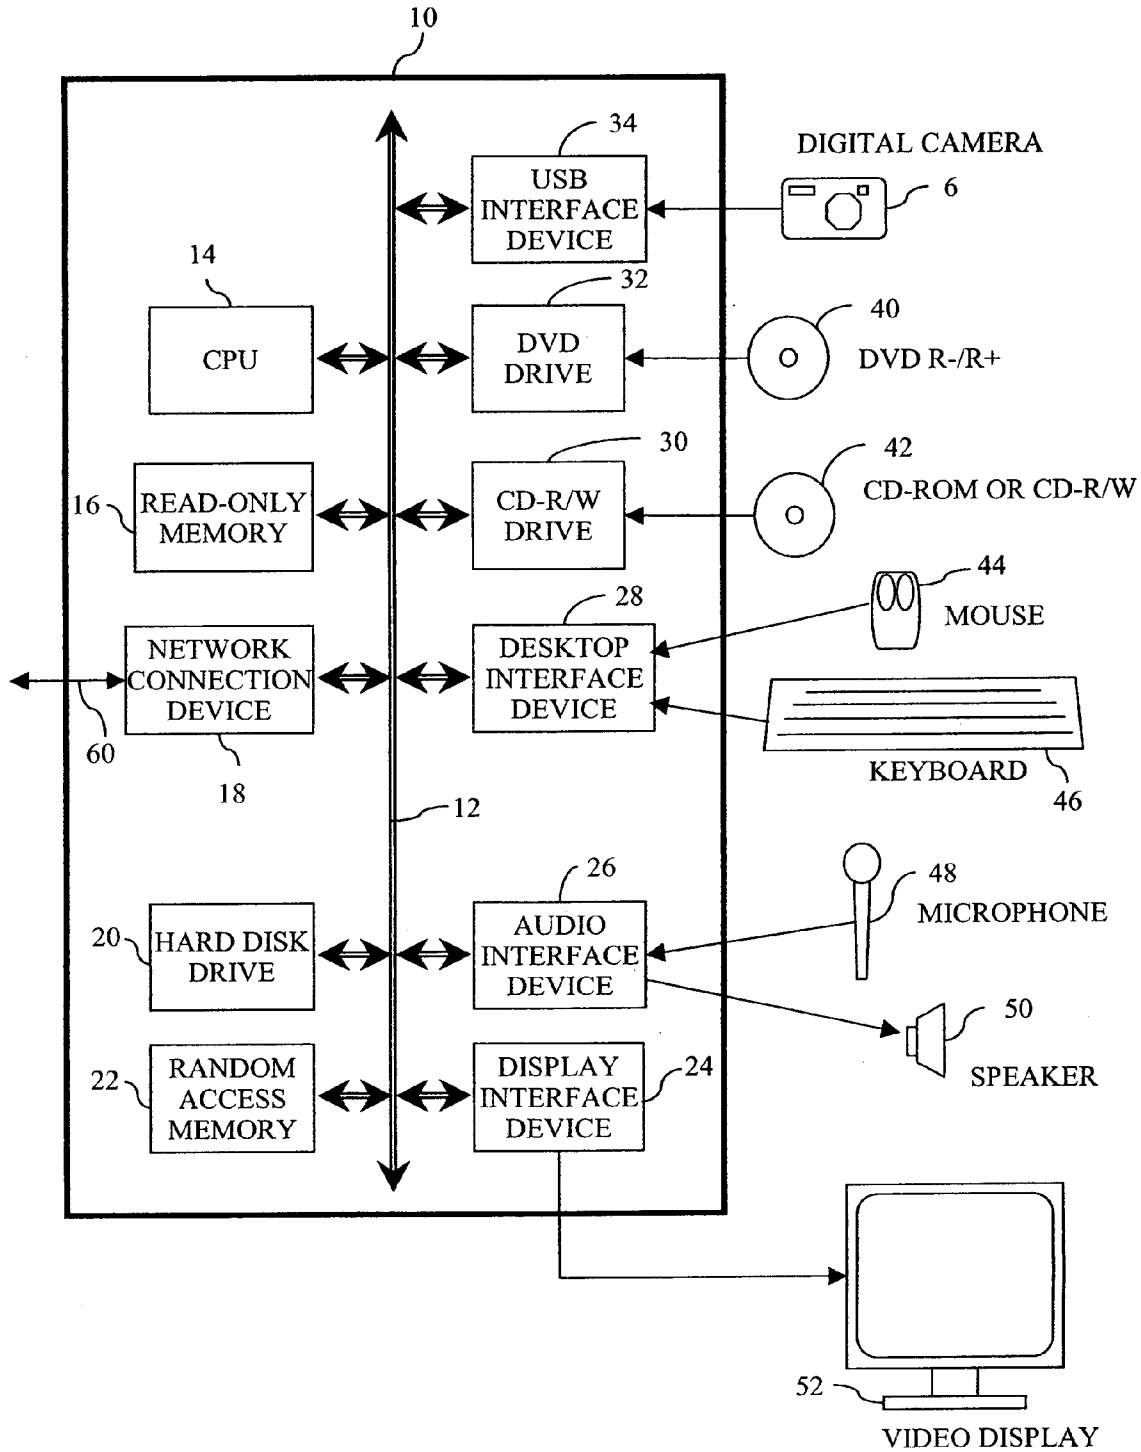 10
34
DIGITAL CAMERA
USB
INTERFACE
DEVICE
6
14
CPU
32
DVD
DRIVE
40
DVD R-/R+
16
READ-ONLY
MEMORY
30
CD-R/W
DRIVE
42
CD-ROM OR CD-R/W
44
MOUSE
28
NETWORK
CONNECTION
DEVICE
DESKTOP
INTERFACE
DEVICE
60
18
KEYBOARD
46
12
26
48
MICROPHONE
20
HARD DISK
DRIVE
AUDIO
INTERFACE
DEVICE
50
SPEAKER
22
RANDOM
ACCESS
MEMORY
DISPLAY
INTERFACE
DEVICE
24
52
VIDEO DISPLAY